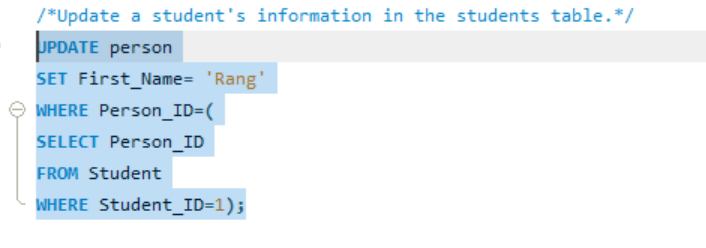 /*Update a student's information in the students table.*/
UPDATE person
SET First_Name= 'Rang'
WHERE Person_ID=(
SELECT Person_ID
FROM Student
WHERE Student_ID=1);